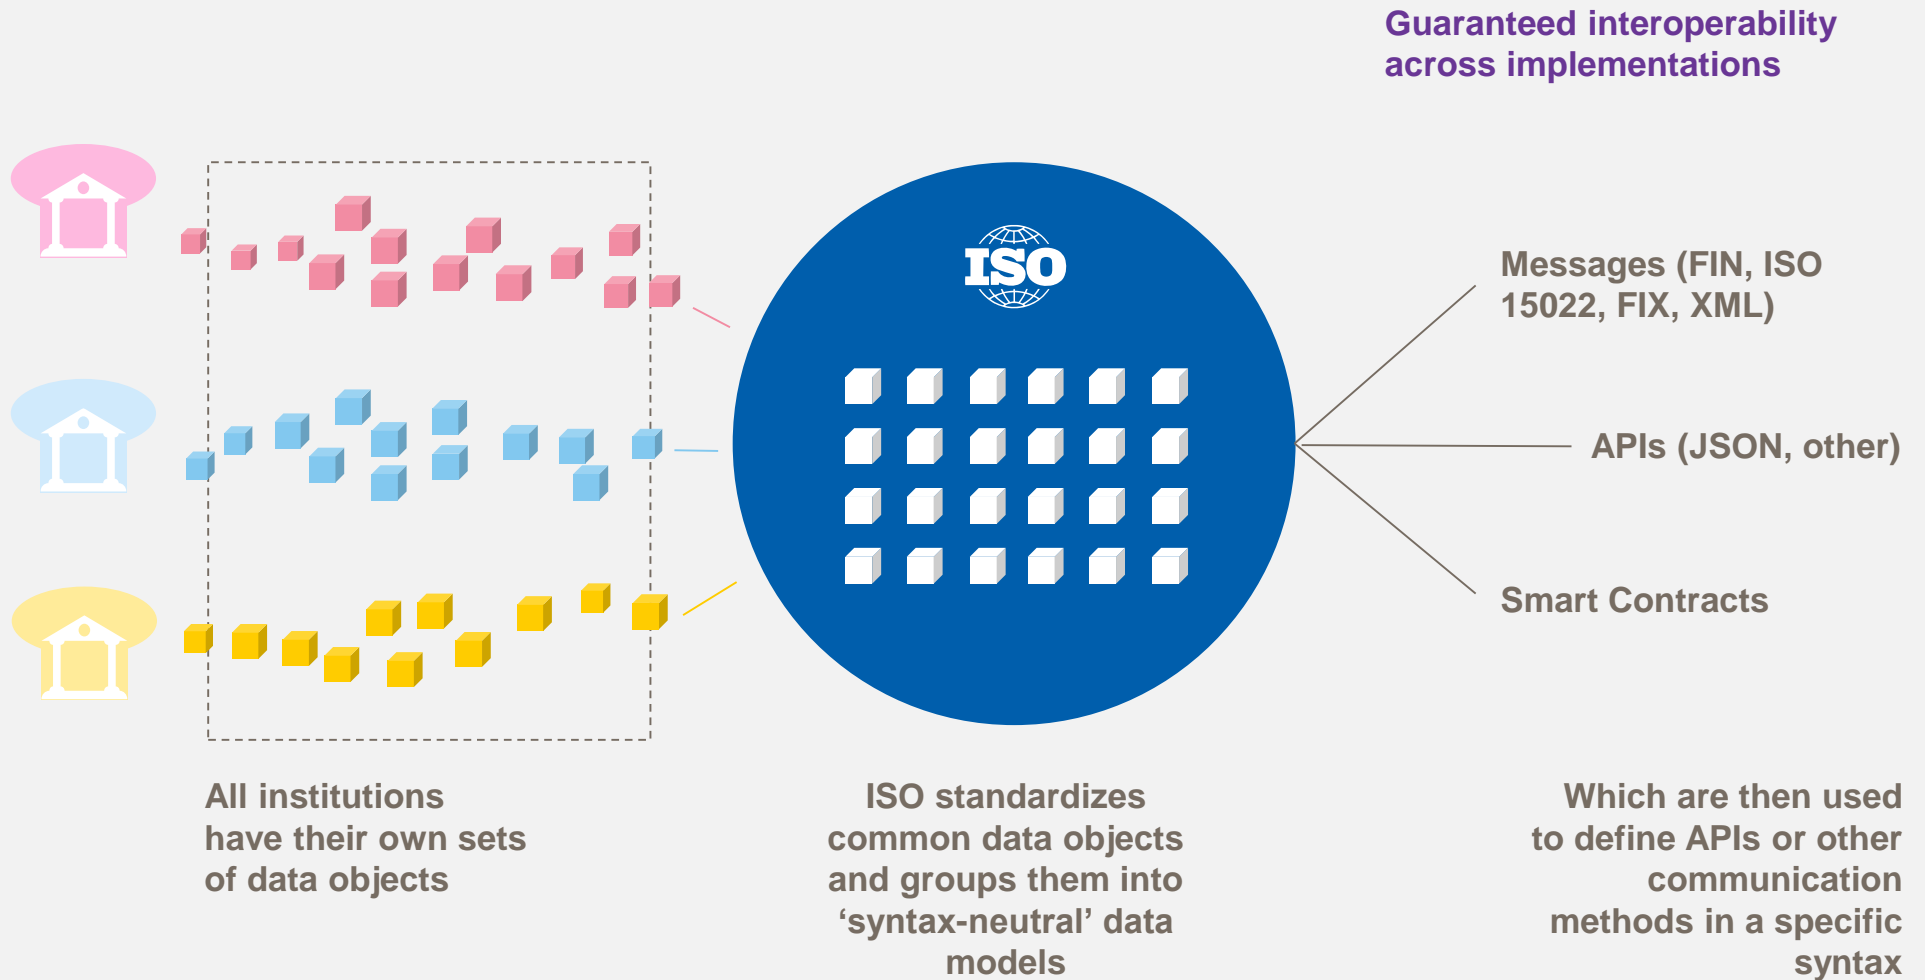 Guaranteed interoperability
across implementations
ISO
Messages (FIN, ISO
15022, FIX, XML)
APIs (JSON, other)
Smart Contracts
All institutions
have their own sets
of data objects
ISO standardizes
common data objects
and groups them into
‘syntax-neutral’ data
models
Which are then used
to define APIs or other
communication
methods in a specific
syntax